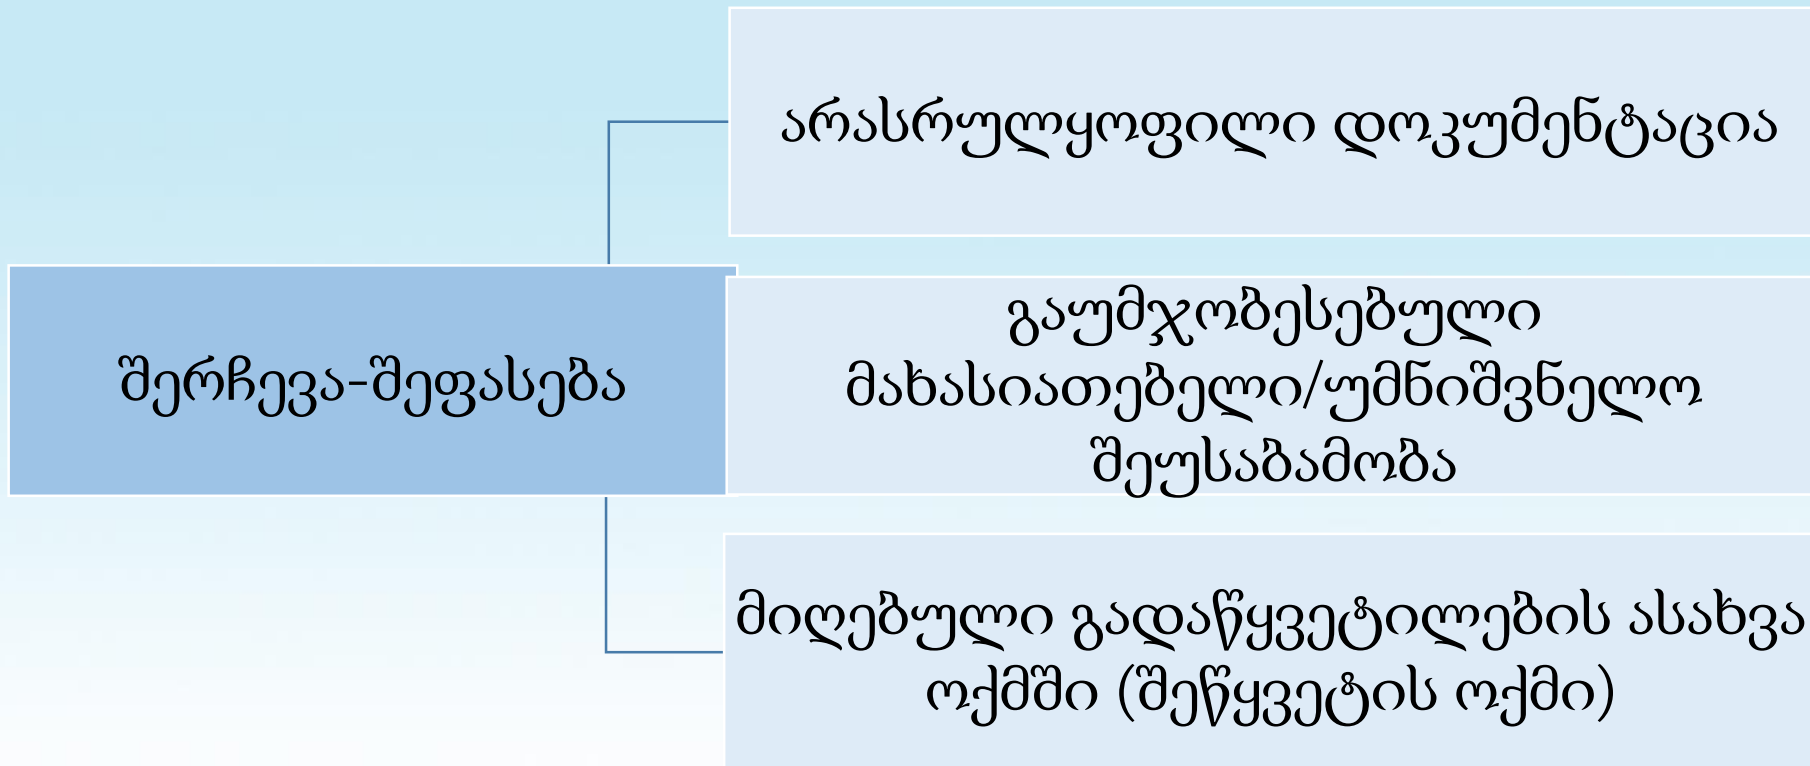 არასრულყოფილი დოკუმენტაცია
შერჩევა-შეფასება
გაუმჯობესებული
მახასიათებელი/უმნიშვნელო
შეუსაბამობა
მიღებული გადაწყვეტილების ასახვა
ოქმში (შეწყვეტის ოქმი)